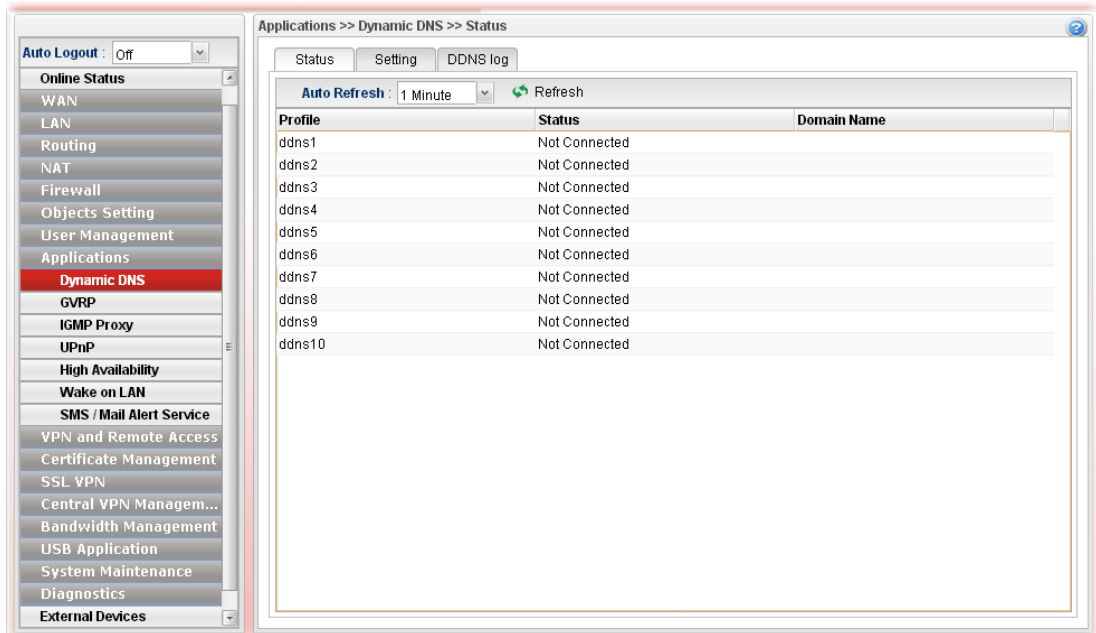 Applications >> Dynamic DNS >> Status
Auto Logout : Off
Online Status
WAN
LAN
Routing
NAT
Firewall
Objects Setting
User Management
Applications
Dynamic DNS
GVRP
IGMP Proxy
UPnP
High Availability
Wake on LAN
SMS / Mail Alert Service
VPN and Remote Access
Certificate Management
SSL VPN
Central VPN Managem...
Bandwidth Management
USB Application
System Maintenance
Diagnostics
External Devices
Status Setting DDNS log
Auto Refresh : 1 Minute Refresh
Profile Status Domain Name
ddns1 Not Connected
ddns2 Not Connected
ddns3 Not Connected
ddns4 Not Connected
ddns5 Not Connected
ddns6 Not Connected
ddns7 Not Connected
ddns8 Not Connected
ddns9 Not Connected
ddns10 Not Connected